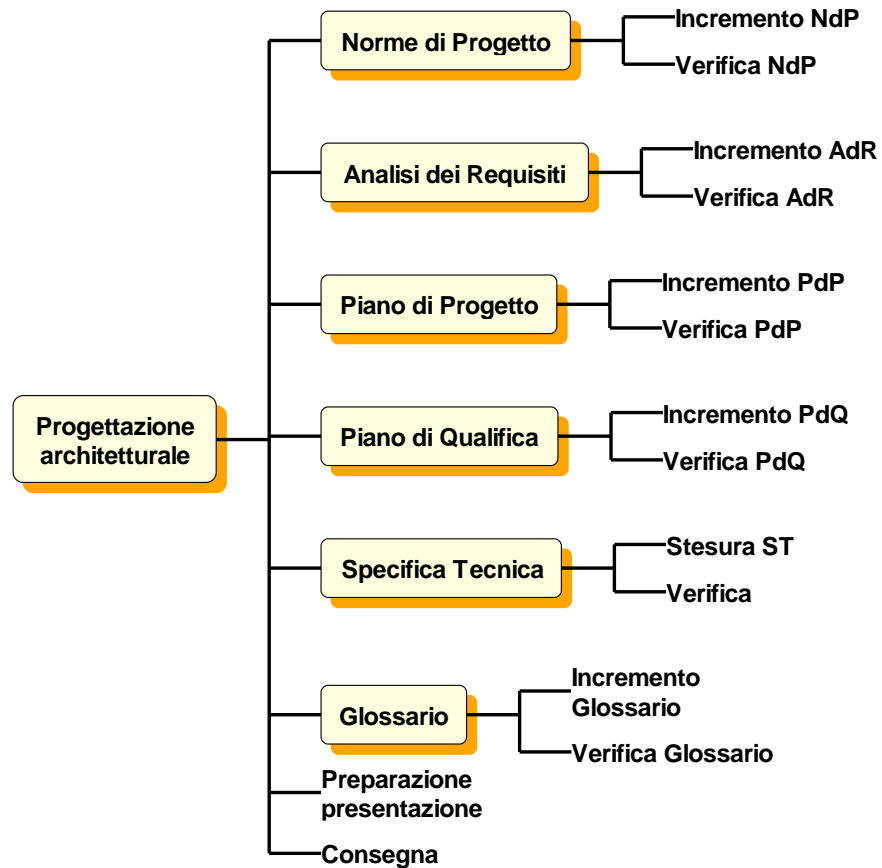 Norme di Progetto
Incremento NdP
Verifica NdP
Analisi dei Requisiti
Incremento AdR
Verifica AdR
Piano di Progetto
Incremento PdP
Verifica PdP
Progettazione
architetturale
Piano di Qualifica
Incremento PdQ
Verifica PdQ
Specifica Tecnica
Stesura ST
Verifica
Glossario
Incremento
Glossario
Verifica Glossario
Preparazione
presentazione
Consegna